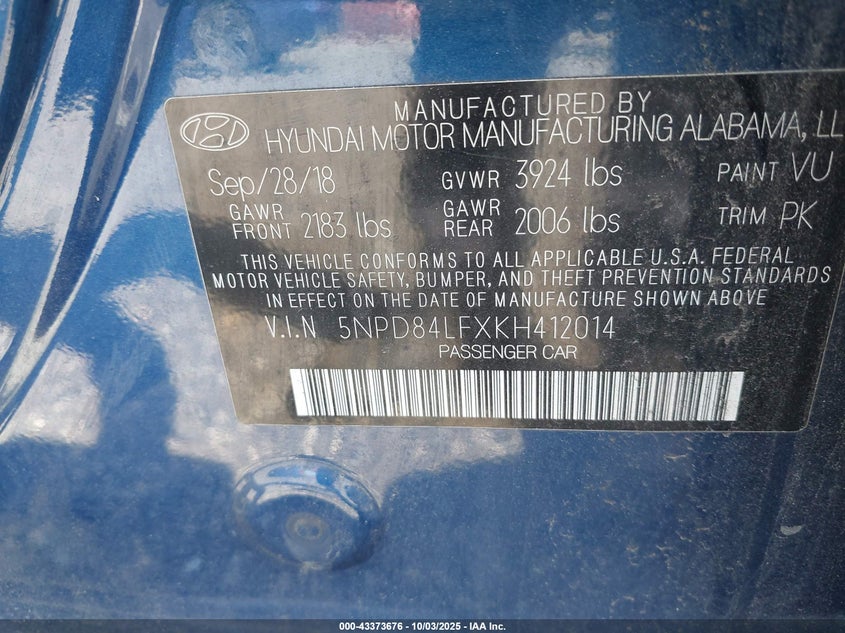 MANUFACTURED BY
HYUNDAI MOTOR MANUFACTURING ALABAMA, LL
Sep/28/18 GVWR 3924 lbs PAINT VU
GAWR FRONT 2183 lbs GAWR REAR 2006 lbs TRIM PK
THIS VEHICLE CONFORMS TO ALL APPLICABLE U.S.A. FEDERAL
MOTOR VEHICLE SAFETY, BUMPER, AND THEFT PREVENTION STANDARDS
IN EFFECT ON THE DATE OF MANUFACTURE SHOWN ABOVE
V.I.N 5NPD84LFXKH412014
PASSENGER CAR
000-43373676 - 10/03/2025 - IAA Inc.